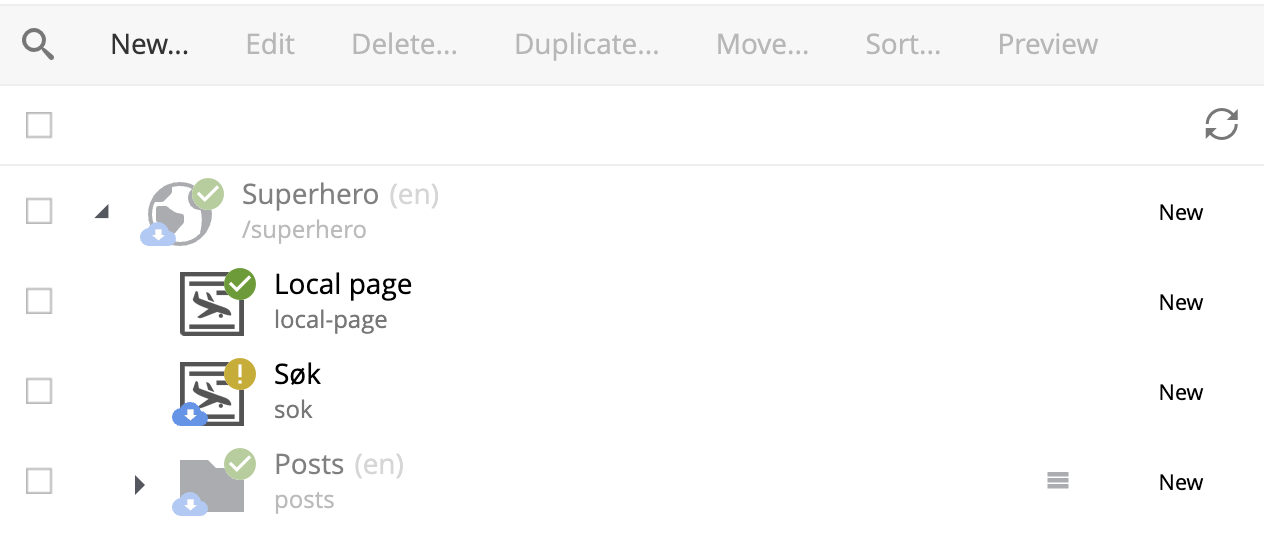 New... Edit Delete... Duplicate... Move... Sort... Preview
Superhero (en)
/superhero
New
Local page
local-page
New
Søk
sok
New
Posts (en)
posts
New